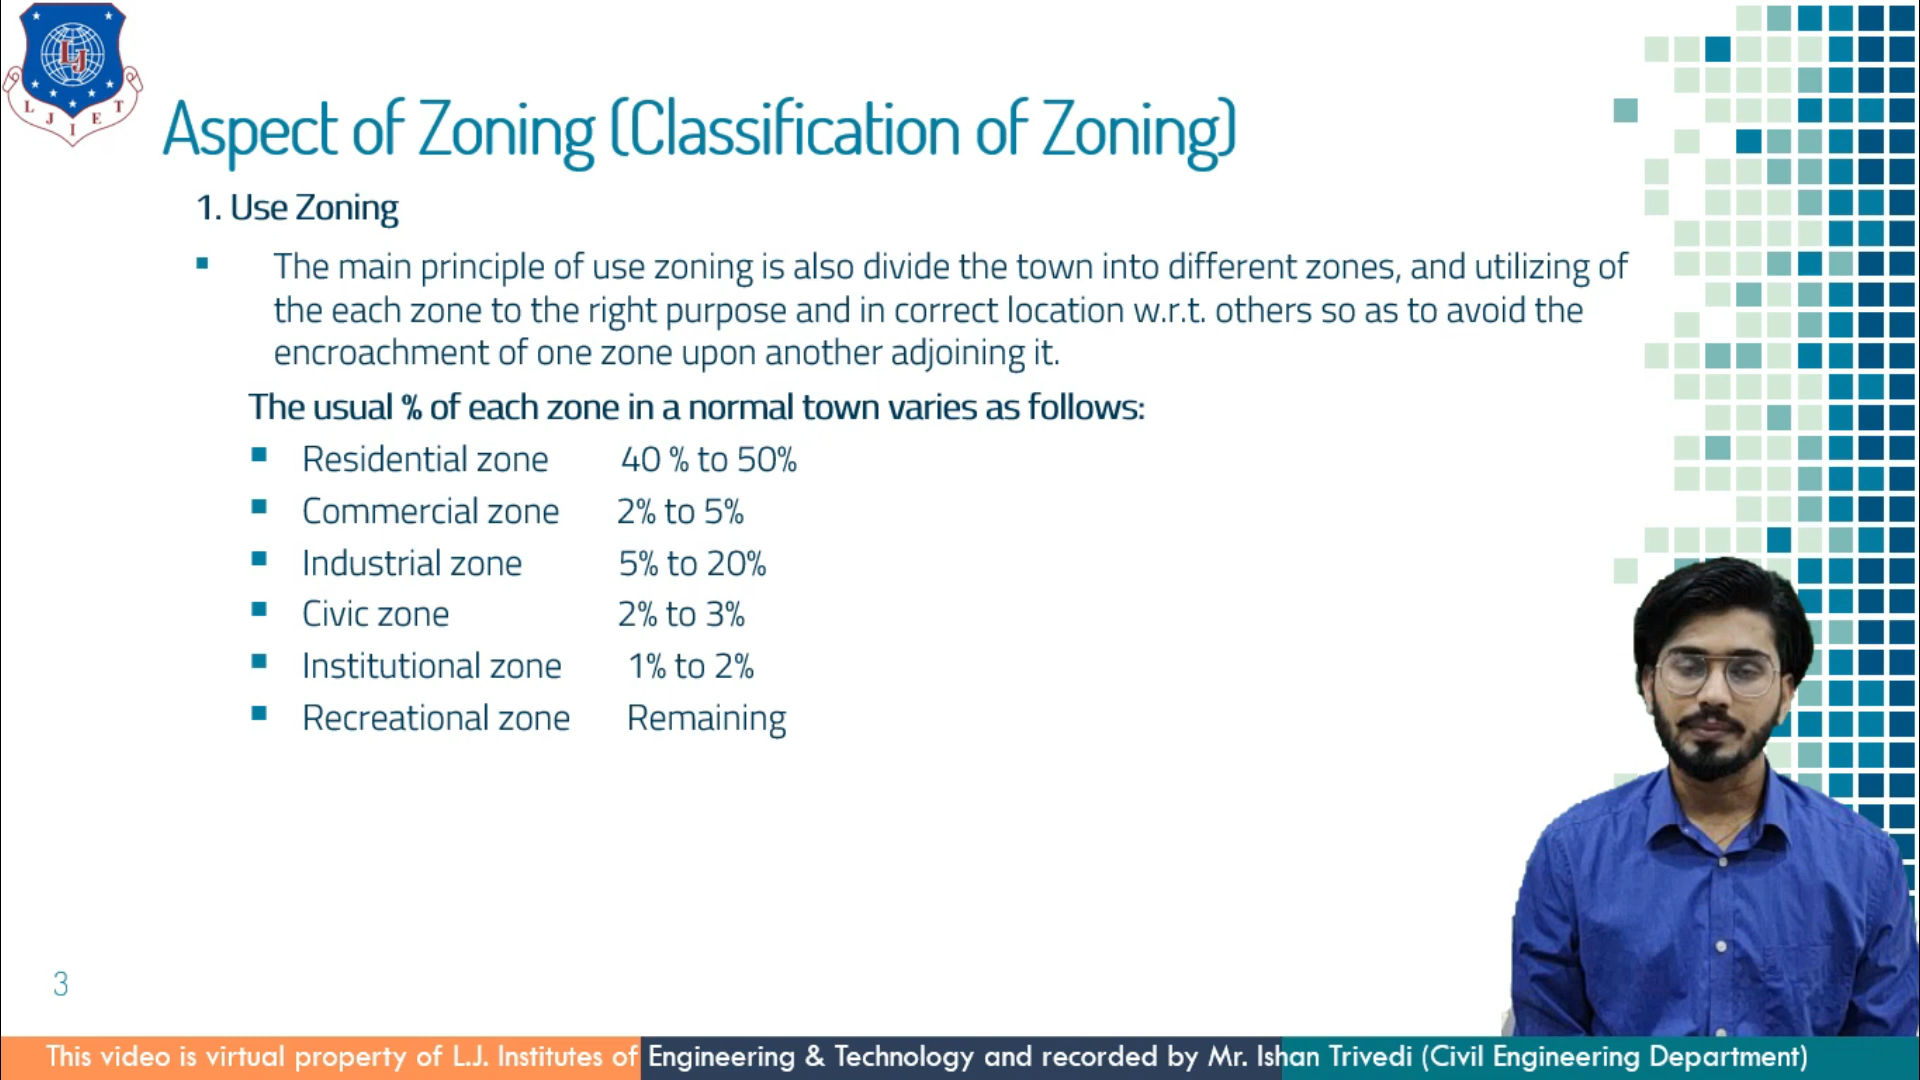 L J I E T
LJ
Aspect of Zoning (Classification of Zoning)
1. Use Zoning
The main principle of use zoning is also divide the town into different zones, and utilizing of
the each zone to the right purpose and in correct location w.r.t. others so as to avoid the
encroachment of one zone upon another adjoining it.
The usual % of each zone in a normal town varies as follows:
Residential zone 40 % to 50%
Commercial zone 2% to 5%
Industrial zone 5% to 20%
Civic zone 2% to 3%
Institutional zone 1% to 2%
Recreational zone Remaining
3
This video is virtual property of L.J. Institutes of Engineering & Technology and recorded by Mr. Ishan Trivedi (Civil Engineering Department)